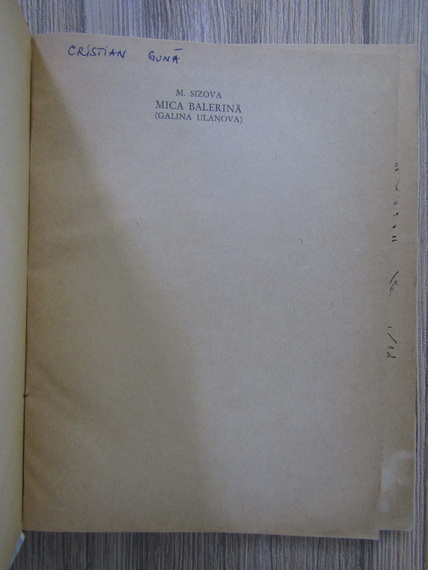 CRISTIAN GUNĂ
M. SIZOVA
MICA BALERINĂ
(GALINA ULANOVA)